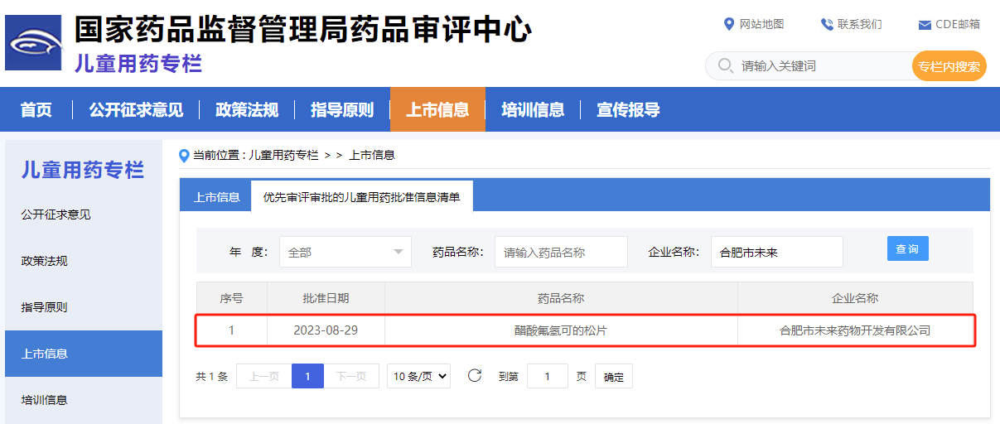 国家药品监督管理局药品审评中心
儿童用药专栏
网站地图 联系我们 CDE邮箱
请输入关键词 专栏内搜索
首页 公开征求意见 政策法规 指导原则 上市信息 培训信息 宣传报导
儿童用药专栏
公开征求意见
政策法规
指导原则
上市信息
培训信息
当前位置 : 儿童用药专栏 > > 上市信息
上市信息 优先审评审批的儿童用药批准信息清单
年 度: 全部 药品名称: 请输入药品名称 企业名称: 合肥市未来 查询
序号 批准日期 药品名称 企业名称
1 2023-08-29 醋酸氟氢可的松片 合肥市未来药物开发有限公司
共 1 条 上一页 1 下一页 10 条/页 到第 1 页 确定